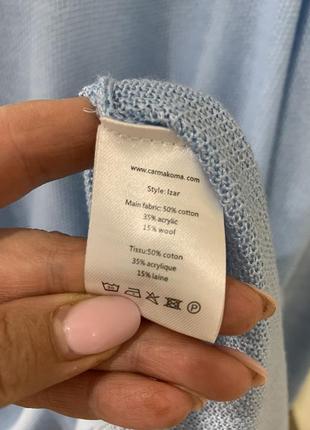 www.carmakoma.com
Style: Izar
Main fabric: 50% cotton
35% acrylic
15% wool
Tissu:50% coton
35% acrylique
15% laine
P